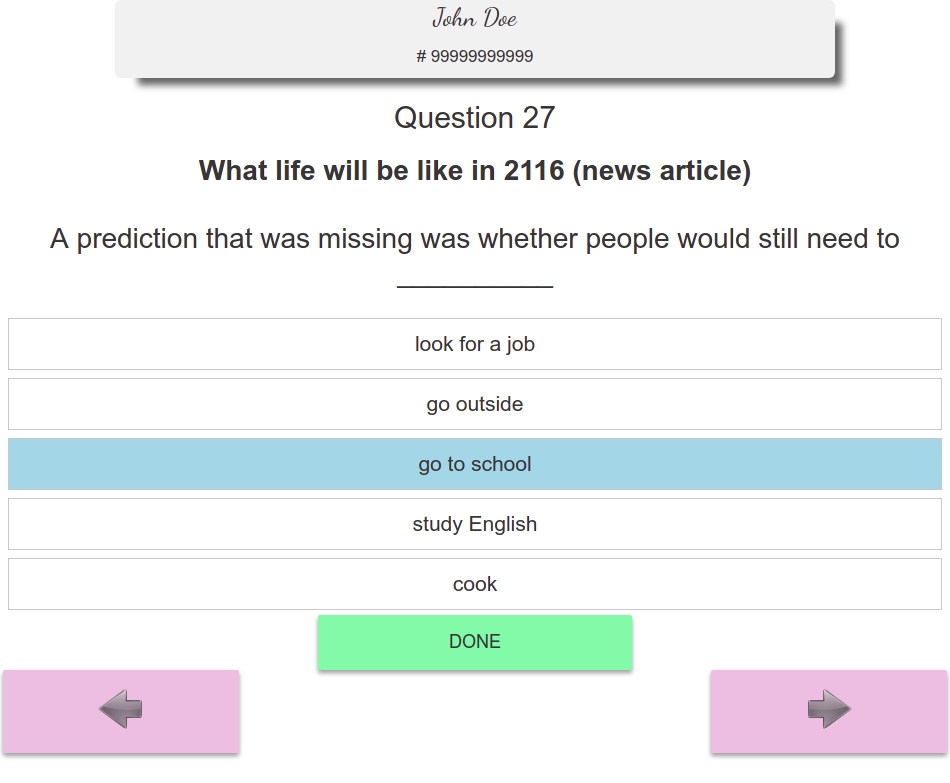 John Doe
# 99999999999
Question 27
What life will be like in 2116 (news article)
A prediction that was missing was whether people would still need to
__________
look for a job
go outside
go to school
study English
cook
DONE